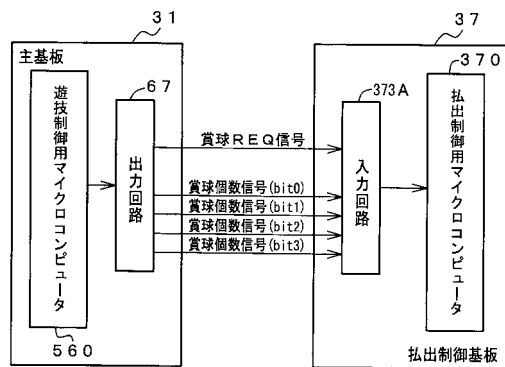 31
主基板
遊技制御用マイクロコンピュータ
560
67
出力回路
賞球REQ信号
賞球個数信号(bit0)
賞球個数信号(bit1)
賞球個数信号(bit2)
賞球個数信号(bit3)
37
370
373A
入力回路
払出制御用マイクロコンピュータ
払出制御基板